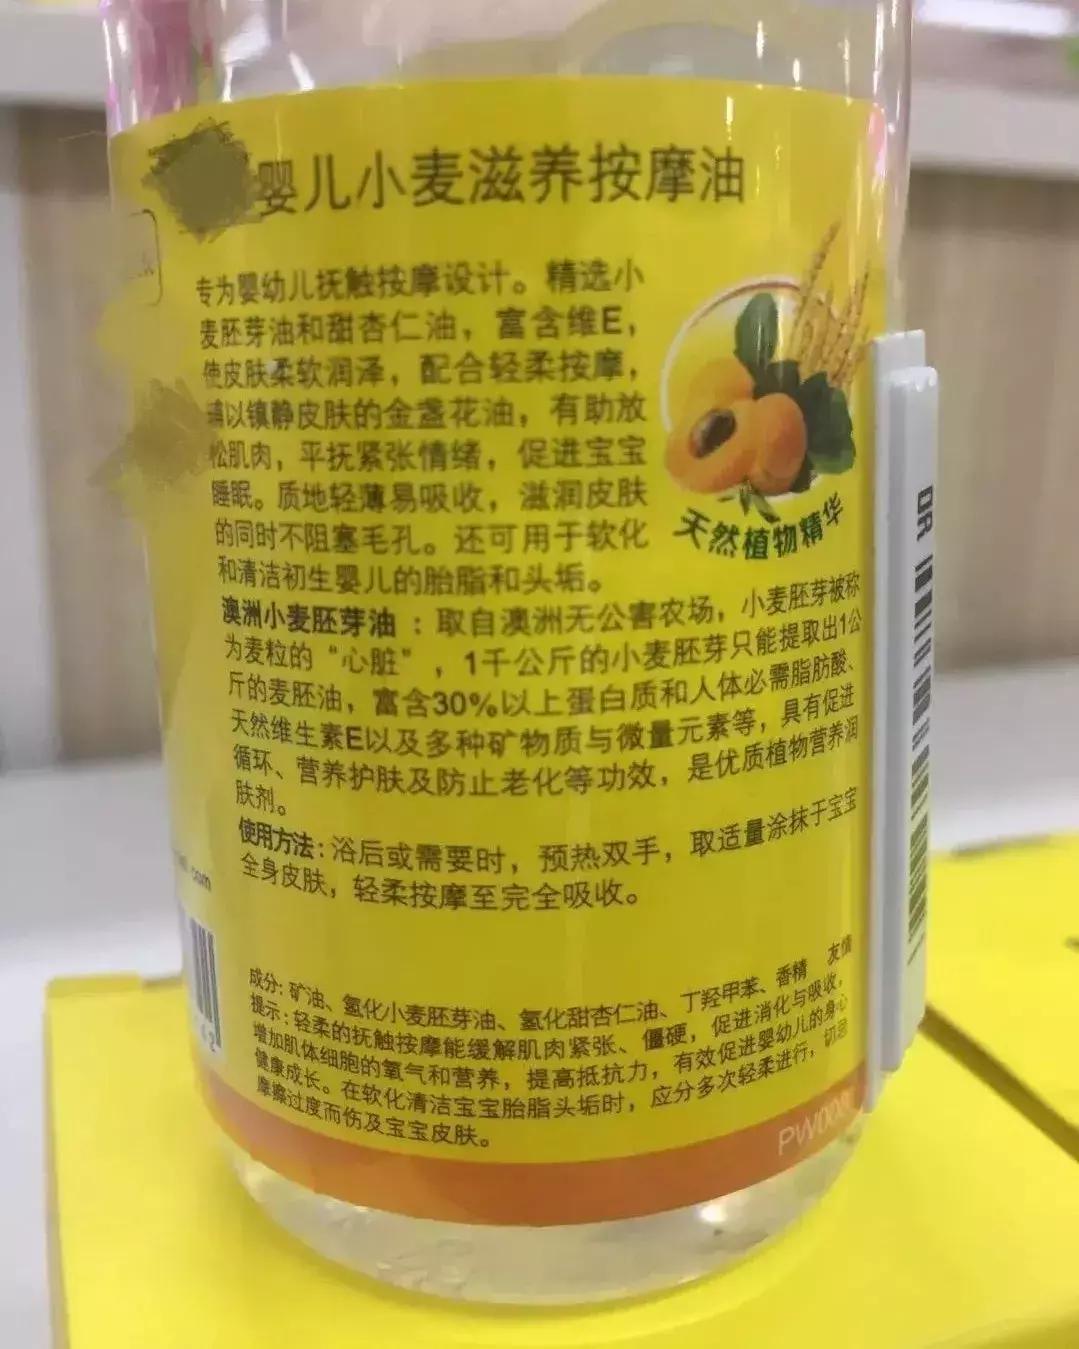 婴儿小麦滋养按摩油
专为婴幼儿抚触按摩设计。精选小
麦胚芽油和甜杏仁油，富含维E，
使皮肤柔软润泽，配合轻柔按摩，
辅以镇静皮肤的金盏花油，有助放
松肌肉，平抚紧张情绪，促进宝宝
睡眠。质地轻薄易吸收，滋润皮肤
的同时不阻塞毛孔。还可用于软化
和清洁初生婴儿的胎脂和头垢。
天然植物精华
澳洲小麦胚芽油：取自澳洲无公害农场，小麦胚芽被称
为麦粒的“心脏”，1千公斤的小麦胚芽只能提取出1公
斤的麦胚油，富含30%以上蛋白质和人体必需脂肪酸、
天然维生素E以及多种矿物质与微量元素等，具有促进
循环、营养护肤及防止老化等功效，是优质植物营养润
肤剂。
使用方法：浴后或需要时，预热双手，取适量涂抹于宝宝
全身皮肤，轻柔按摩至完全吸收。
成分：矿油、氢化小麦胚芽油、氢化甜杏仁油、丁羟甲苯、香精 友情
提示：轻柔的抚触按摩能缓解肌肉紧张、僵硬，促进消化与吸收，
增加肌体细胞的氧气和营养，提高抵抗力，有效促进婴幼儿的身心
健康成长。在软化清洁宝宝胎脂头垢时，应分多次轻柔进行，切忌
摩擦过度而伤及宝宝皮肤。
.com
42